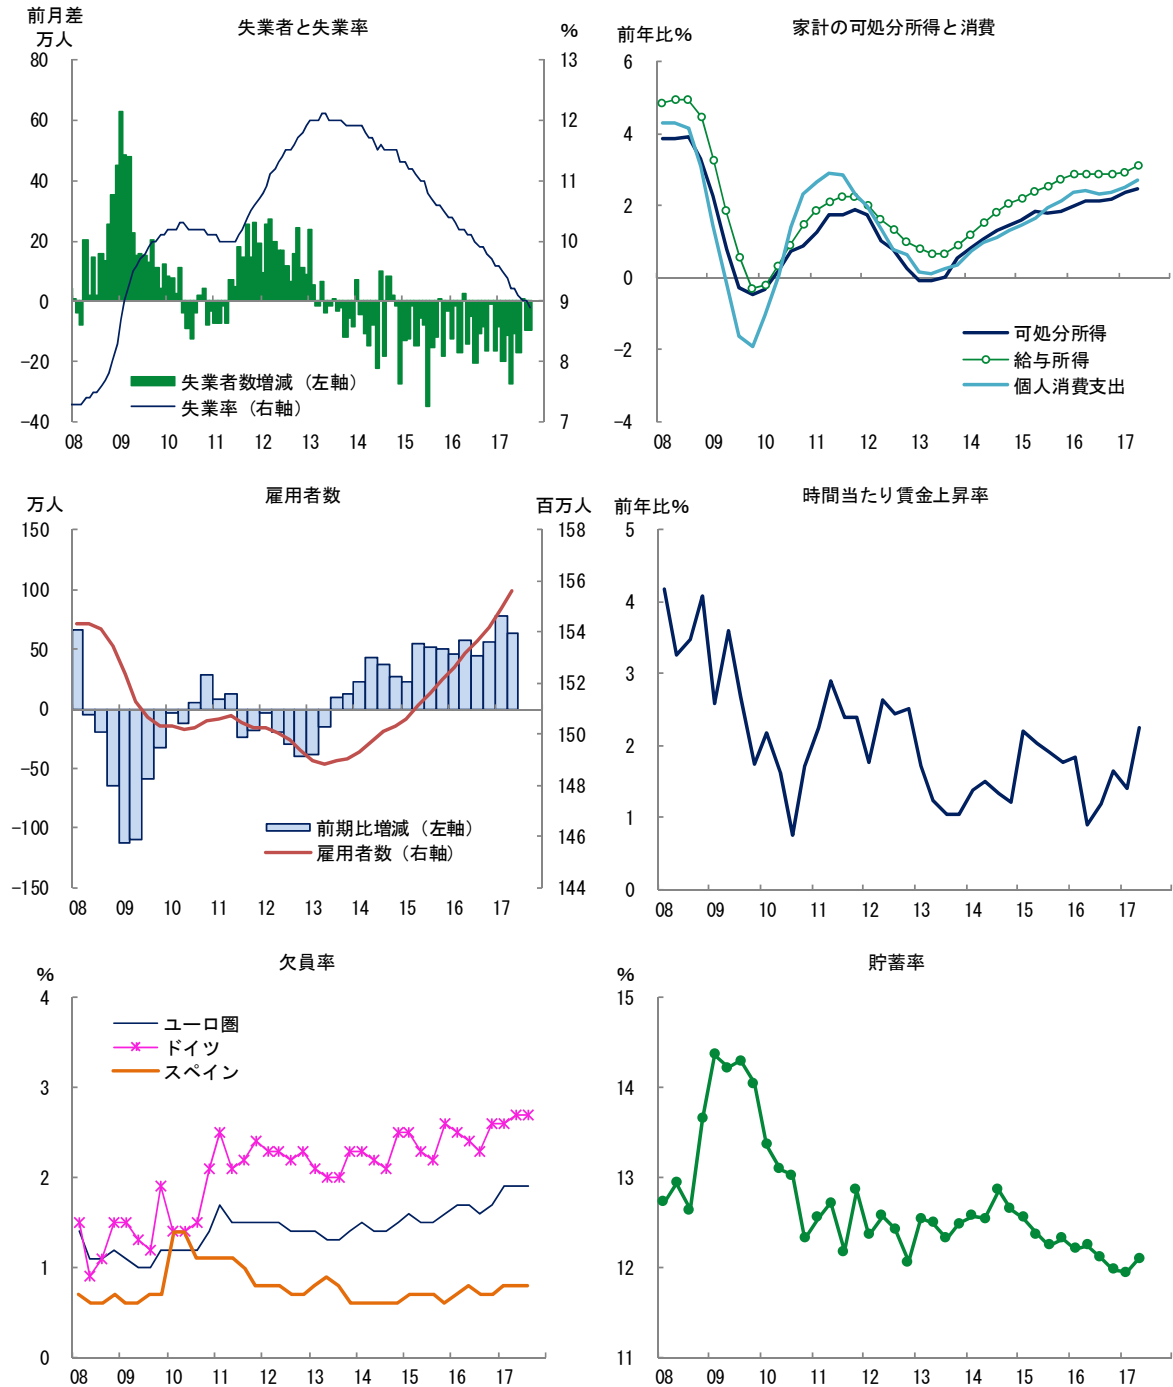 失業者と失業率
前月差
万人
%
80
60
40
20
0
-20
-40
13
12
11
10
9
8
7
失業者数増減（左軸）
失業率（右軸）
08 09 10 11 12 13 14 15 16 17
家計の可処分所得と消費
前年比%
6
4
2
0
-2
-4
可処分所得
給与所得
個人消費支出
08 09 10 11 12 13 14 15 16 17
雇用者数
万人
百万人
150
100
50
0
-50
-100
-150
158
156
154
152
150
148
146
144
前期比増減（左軸）
雇用者数（右軸）
08 09 10 11 12 13 14 15 16 17
時間当たり賃金上昇率
前年比%
5
4
3
2
1
0
08 09 10 11 12 13 14 15 16 17
欠員率
%
4
3
2
1
0
ユーロ圏
ドイツ
スペイン
08 09 10 11 12 13 14 15 16 17
貯蓄率
%
15
14
13
12
11
08 09 10 11 12 13 14 15 16 17